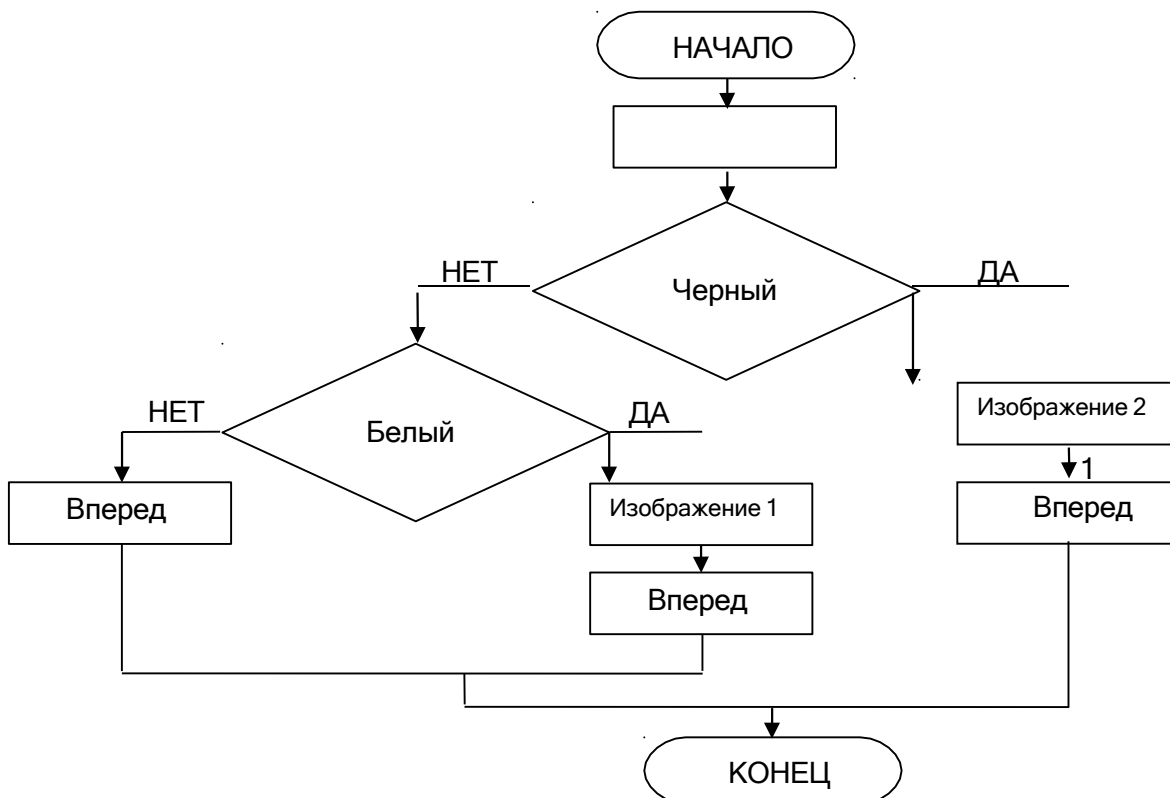 НАЧАЛО
НЕТ
Черный
ДА
НЕТ
Белый
ДА
Изображение 2
1
Вперед
Изображение 1
Вперед
Вперед
КОНЕЦ